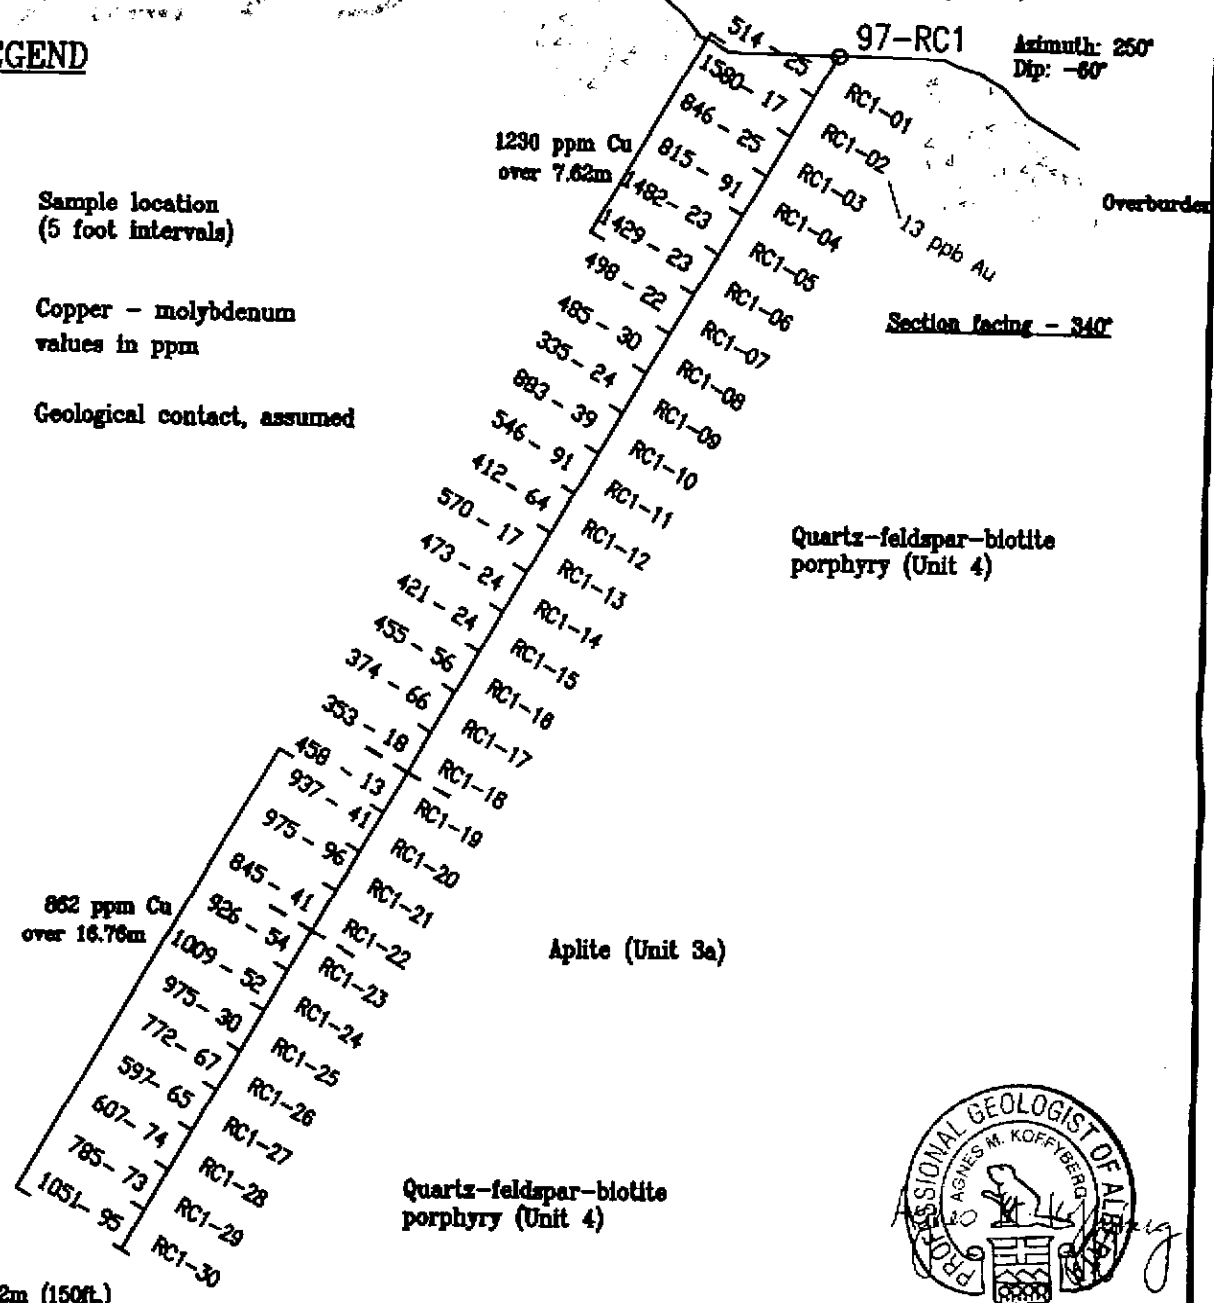 EGEND
97-RC1
Azimuth: 250°
Dip: -60°
Sample location
(5 foot intervals)
Copper - molybdenum
values in ppm
Geological contact, assumed
1230 ppm Cu
over 7.62m
Overburden
13 ppb Au
Section facing - 340°
514 - 25
1580 - 17
846 - 25
815 - 91
1482 - 23
1429 - 23
498 - 22
485 - 30
335 - 24
883 - 39
546 - 91
412 - 64
570 - 17
473 - 24
421 - 24
455 - 56
374 - 66
353 - 18
458 - 13
937 - 41
975 - 96
845 - 41
926 - 54
1009 - 52
975 - 30
772 - 67
597 - 65
607 - 74
785 - 73
1051 - 95
RC1-01
RC1-02
RC1-03
RC1-04
RC1-05
RC1-06
RC1-07
RC1-08
RC1-09
RC1-10
RC1-11
RC1-12
RC1-13
RC1-14
RC1-15
RC1-16
RC1-17
RC1-18
RC1-19
RC1-20
RC1-21
RC1-22
RC1-23
RC1-24
RC1-25
RC1-26
RC1-27
RC1-28
RC1-29
RC1-30
Quartz-feldspar-biotite
porphyry (Unit 4)
862 ppm Cu
over 16.76m
Aplite (Unit 3a)
Quartz-feldspar-biotite
porphyry (Unit 4)
2m (150ft.)
PROFESSIONAL GEOLOGIST OF
AGNES M. KOFFYBERG